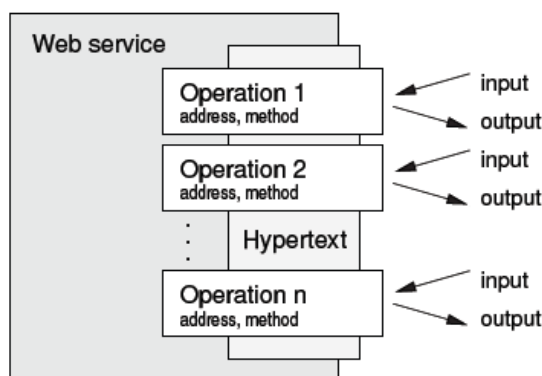 Web service
Operation 1
address, method
input
output
Operation 2
address, method
input
output
Hypertext
Operation n
address, method
input
output